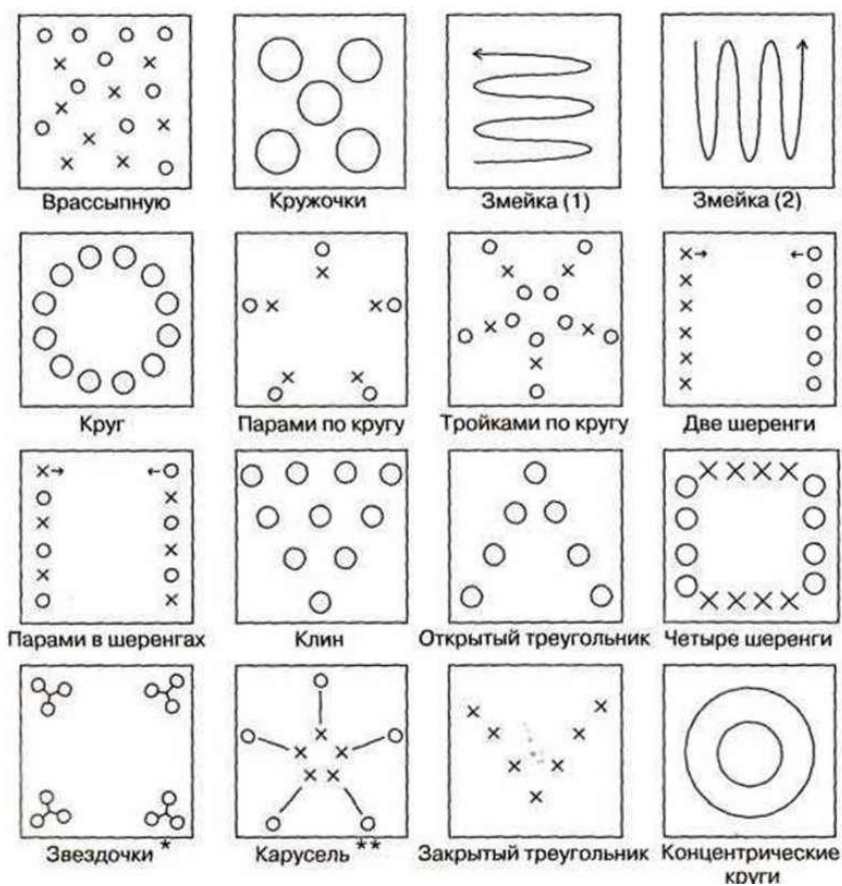 Врассыпную
Кружочки
Змейка (1)
Змейка (2)
Круг
Парами по кругу
Тройками по кругу
Две шеренги
Парами в шеренгах
Клин
Открытый треугольник
Четыре шеренги
Звездочки *
Карусель **
Закрытый треугольник
Концентрические
круги